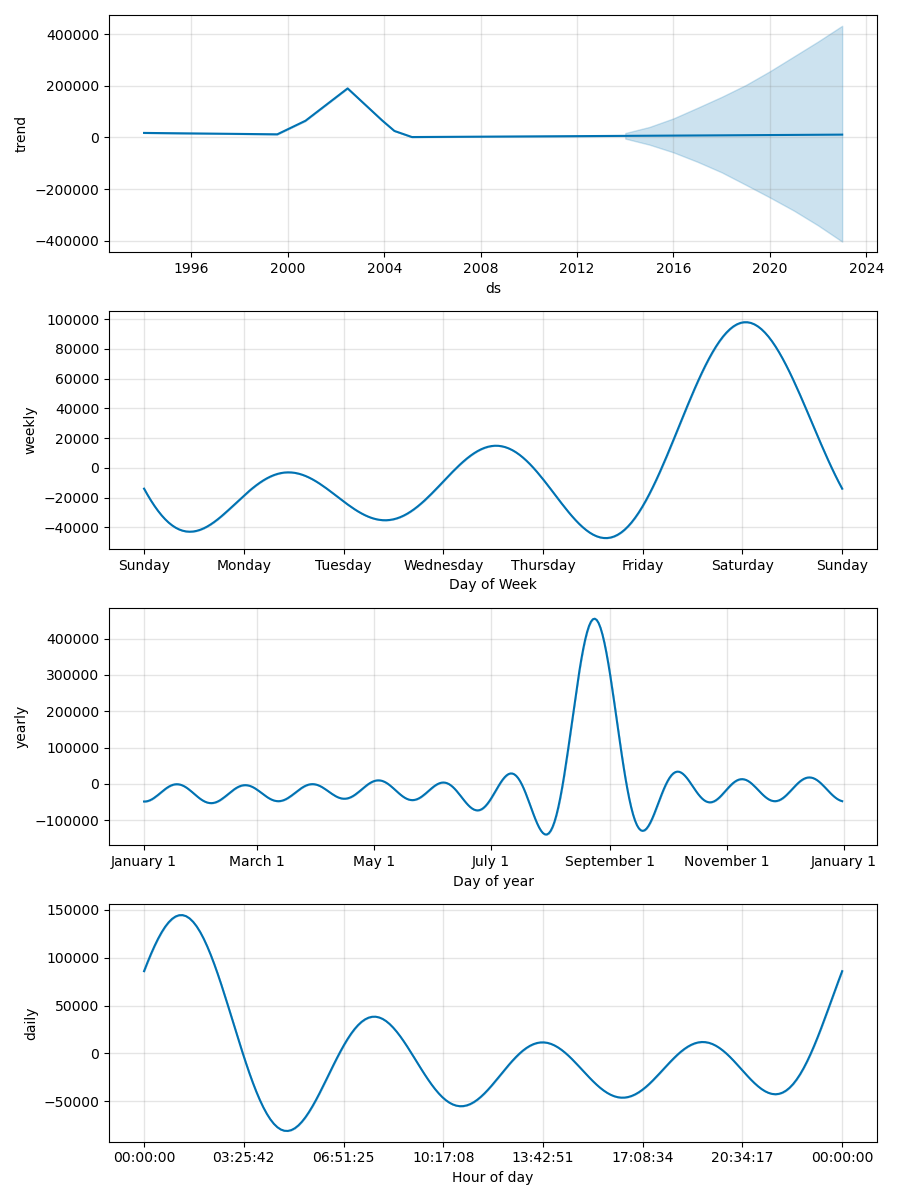 400000
200000
0
−200000
−400000
trend
1996 2000 2004 2008 2012 2016 2020 2024
ds
100000
80000
60000
40000
20000
0
−20000
−40000
weekly
Sunday Monday Tuesday Wednesday Thursday Friday Saturday Sunday
Day of Week
400000
300000
200000
100000
0
−100000
yearly
January 1 March 1 May 1 July 1 September 1 November 1 January 1
Day of year
150000
100000
50000
0
−50000
daily
00:00:00 03:25:42 06:51:25 10:17:08 13:42:51 17:08:34 20:34:17 00:00:00
Hour of day